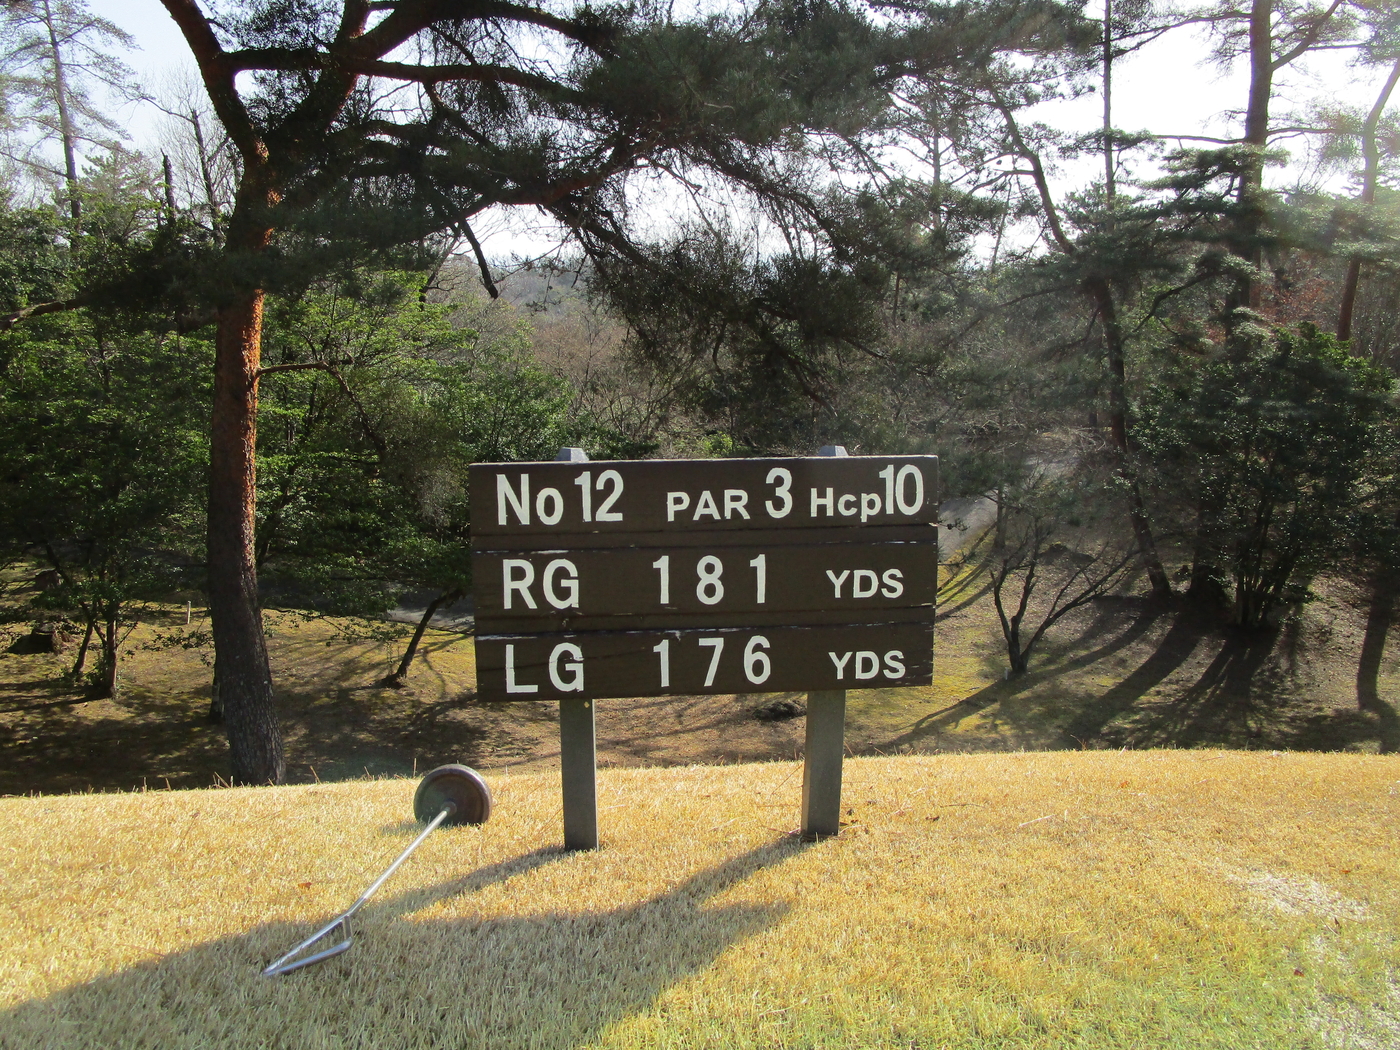 No 12 PAR 3 Hcp 10
RG 181 YDS
LG 176 YDS